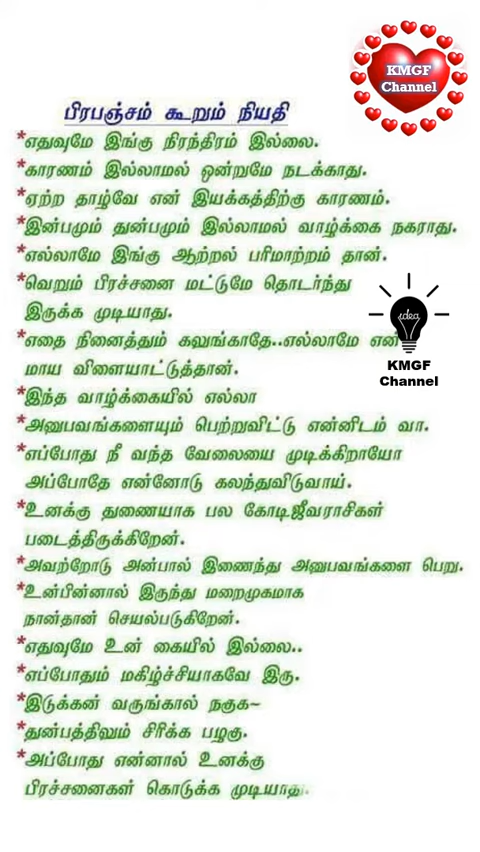 KMGF
Channel
பிரபஞ்சம் கூறும் நியதி
*எதுவுமே இங்கு நிரந்திரம் இல்லை.
*காரணம் இல்லாமல் ஒன்றுமே நடக்காது.
*ஏற்ற தாழ்வே என் இயக்கத்திற்கு காரணம்.
*இன்பமும் துன்பமும் இல்லாமல் வாழ்க்கை நகராது.
*எல்லாமே இங்கு ஆற்றல் பரிமாற்றம் தான்.
*வெறும் பிரச்சனை மட்டுமே தொடர்ந்து
இருக்க முடியாது.
*எதை நினைத்தும் கலுங்காதே..எல்லாமே என்
மாய விளையாட்டுத்தான்.
*இந்த வாழ்க்கையில் எல்லா
*அனுபவங்களையும் பெற்றுவிட்டு என்னிடம் வா.
*எப்போது நீ வந்த வேலையை முடிக்கிறாயோ
அப்போதே என்னோடு கலந்துவிடுவாய்.
*உனக்கு துணையாக பல கோடிஜீவராசிகள்
படைத்திருக்கிறேன்.
*அவற்றோடு அன்பால் இணைந்து அனுபவங்களை பெறு.
*உன்பின்னால் இருந்து மறைமுகமாக
நான்தான் செயல்படுகிறேன்.
*எதுவுமே உன் கையில் இல்லை..
*எப்போதும் மகிழ்ச்சியாகவே இரு.
*இடுக்கன் வருங்கால் நகுக~
*துன்பத்திலும் சிரிக்க பழகு.
*அப்போது என்னால் உனக்கு
பிரச்சனைகள் கொடுக்க முடியாது.
idea
KMGF
Channel